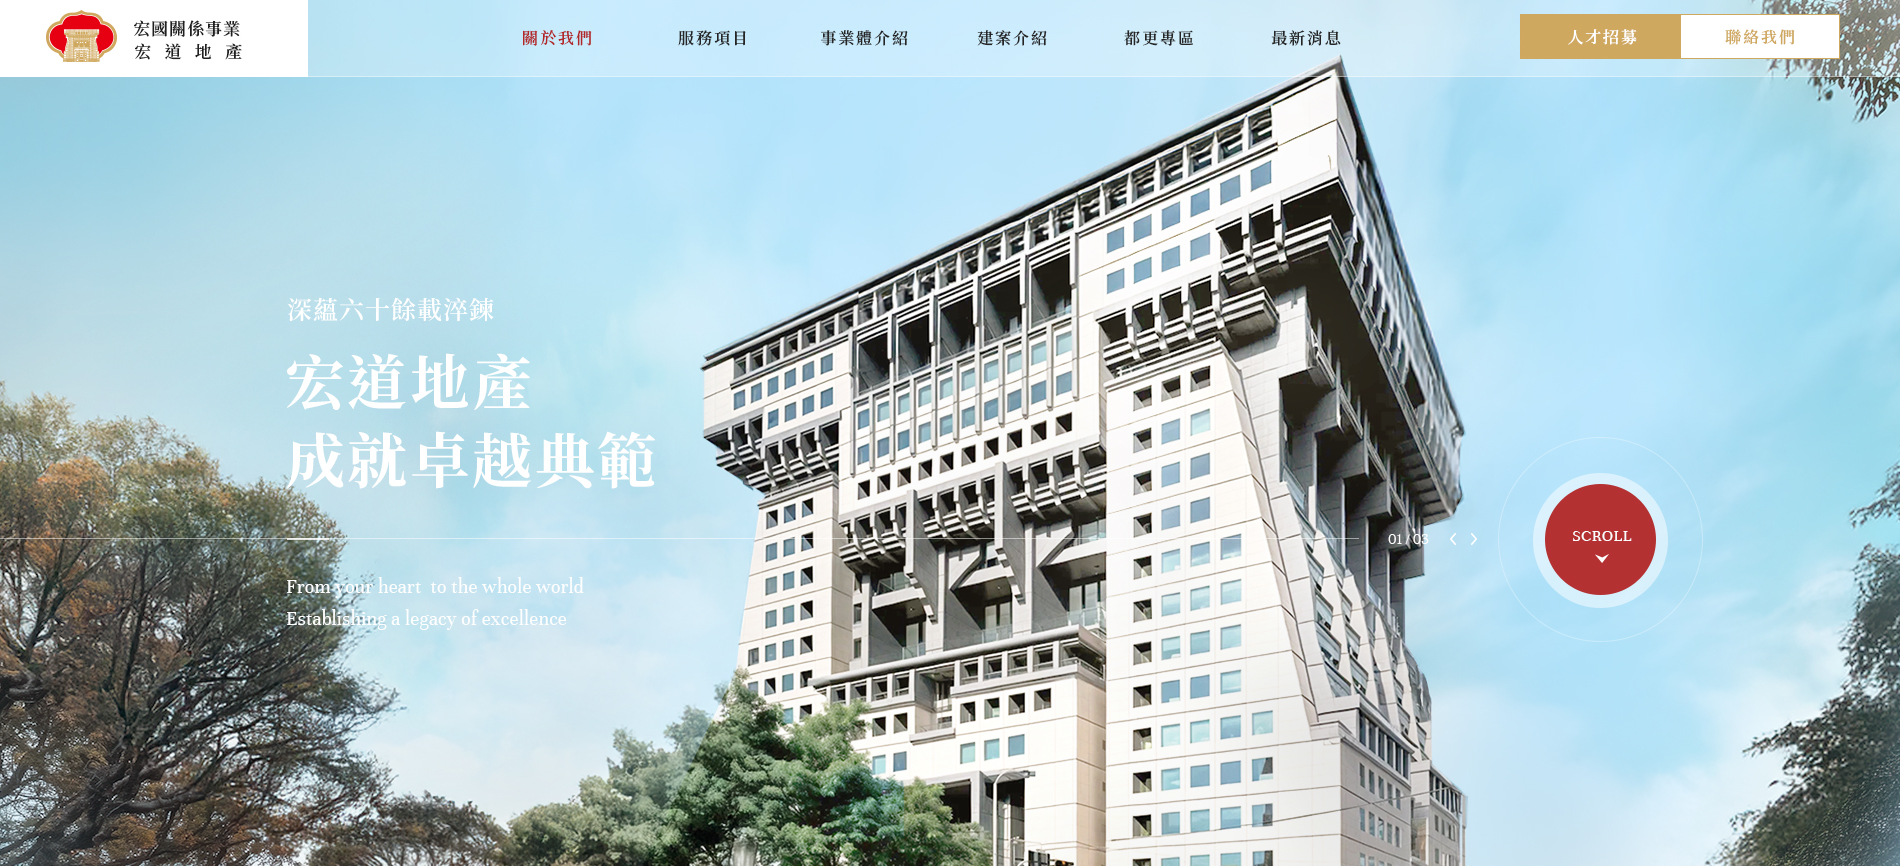 宏國關係事業
宏道地產
關於我們
服務項目
事業體介紹
建案介紹
都更專區
最新消息
人才招募
聯絡我們
深蘊六十餘載淬鍊
宏道地產
成就卓越典範
01 / 03
SCROLL
From your heart to the whole world
Establishing a legacy of excellence